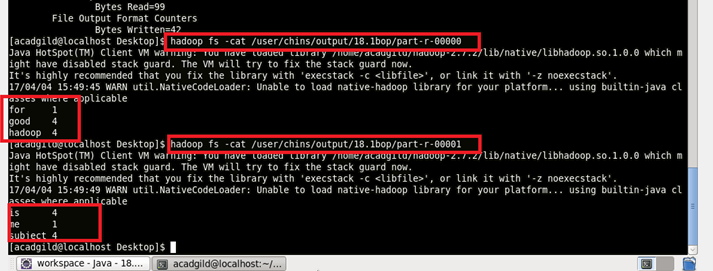 Bytes Read=99
File Output Format Counters
Bytes Written=42
[acadgild@localhost Desktop]$ hadoop fs -cat /user/chins/output/18.1bop/part-r-00000
Java HotSpot(TM) Client VM warning: You have loaded library /home/acadgild/hadoop-2.7.2/lib/native/libhadoop.so.1.0.0 which m
ight have disabled stack guard. The VM will try to fix the stack guard now.
It's highly recommended that you fix the library with 'execstack -c <libfile>', or link it with '-z noexecstack'.
17/04/04 15:49:45 WARN util.NativeCodeLoader: Unable to load native-hadoop library for your platform... using builtin-java cl
asses where applicable
for 1
good 4
hadoop 4
[acadgild@localhost Desktop]$ hadoop fs -cat /user/chins/output/18.1bop/part-r-00001
Java HotSpot(TM) Client VM warning: You have loaded library /home/acadgild/hadoop-2.7.2/lib/native/libhadoop.so.1.0.0 which m
ight have disabled stack guard. The VM will try to fix the stack guard now.
It's highly recommended that you fix the library with 'execstack -c <libfile>', or link it with '-z noexecstack'.
17/04/04 15:49:49 WARN util.NativeCodeLoader: Unable to load native-hadoop library for your platform... using builtin-java cl
asses where applicable
is 4
me 1
subject 4
[acadgild@localhost Desktop]$
workspace - Java - 18.... acadgild@localhost:~/...